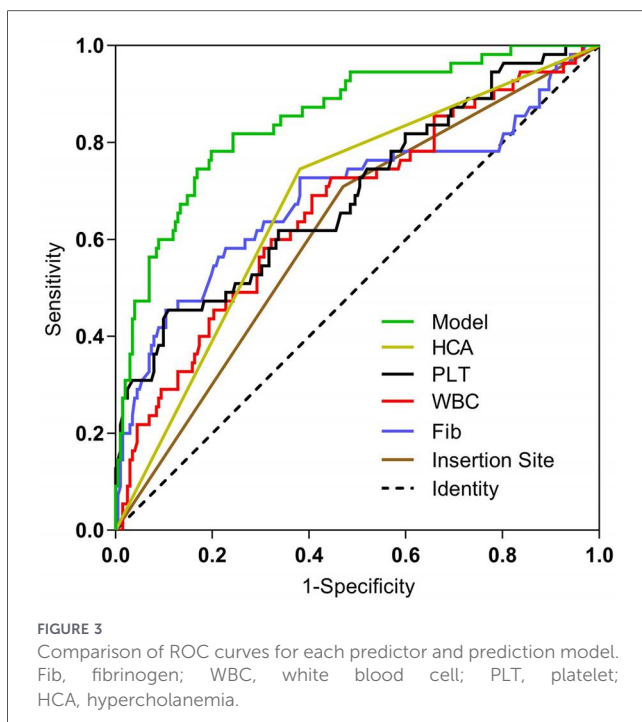 1.0
0.8
0.6
0.4
0.2
0.0
Sensitivity
Model
HCA
PLT
WBC
Fib
Insertion Site
Identity
0.0 0.2 0.4 0.6 0.8 1.0
1-Specificity
FIGURE 3
Comparison of ROC curves for each predictor and prediction model.
Fib, fibrinogen; WBC, white blood cell; PLT, platelet;
HCA, hypercholanemia.